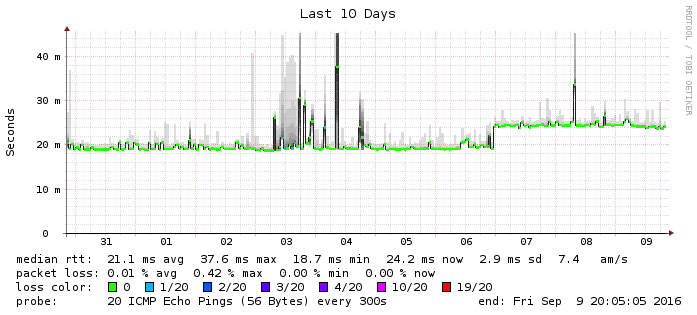 Last 10 Days
RRDTOOL / TOBI OETIKER
Seconds
40 m
30 m
20 m
10 m
0
31 01 02 03 04 05 06 07 08 09
median rtt: 21.1 ms avg 37.6 ms max 18.7 ms min 24.2 ms now 2.9 ms sd 7.4 am/s
packet loss: 0.01 % avg 0.42 % max 0.00 % min 0.00 % now
loss color: 0 1/20 2/20 3/20 4/20 10/20 19/20
probe: 20 ICMP Echo Pings (56 Bytes) every 300s end: Fri Sep 9 20:05:05 2016